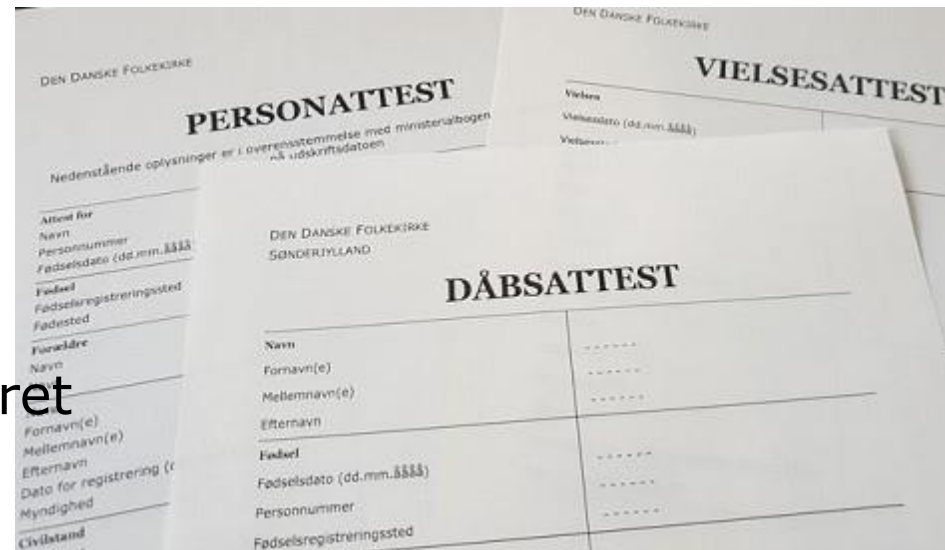 DEN DANSKE FOLKEKIRKE
PERSONATTEST
Nedenstående oplysninger er i overensstemmelse med ministerialbogen
på udskriftsdatoen
Attest for
Navn
Personnummer
Fødselsdato (dd.mm.åååå
Fødsel
Fødselsregistreringssted
Fødested
Forældre
Navn
Fornavn(e)
Mellemnavn(e)
Efternavn
Dato for registrering (
Myndighed
Civilstand
ret
DEN DANSKE FOLKEKIRKE
VIELSESATTEST
Vielsen
Vielsesdato (dd.mm.åååå)
DEN DANSKE FOLKEKIRKE
SØNDERJYLLAND
DÅBSATTEST
Navn
Fornavn(e) ------
Mellemnavn(e) ------
Efternavn ------
Fødsel
Fødselsdato (dd.mm.åååå) ------
Personnummer ------
Fødselsregistreringssted ------